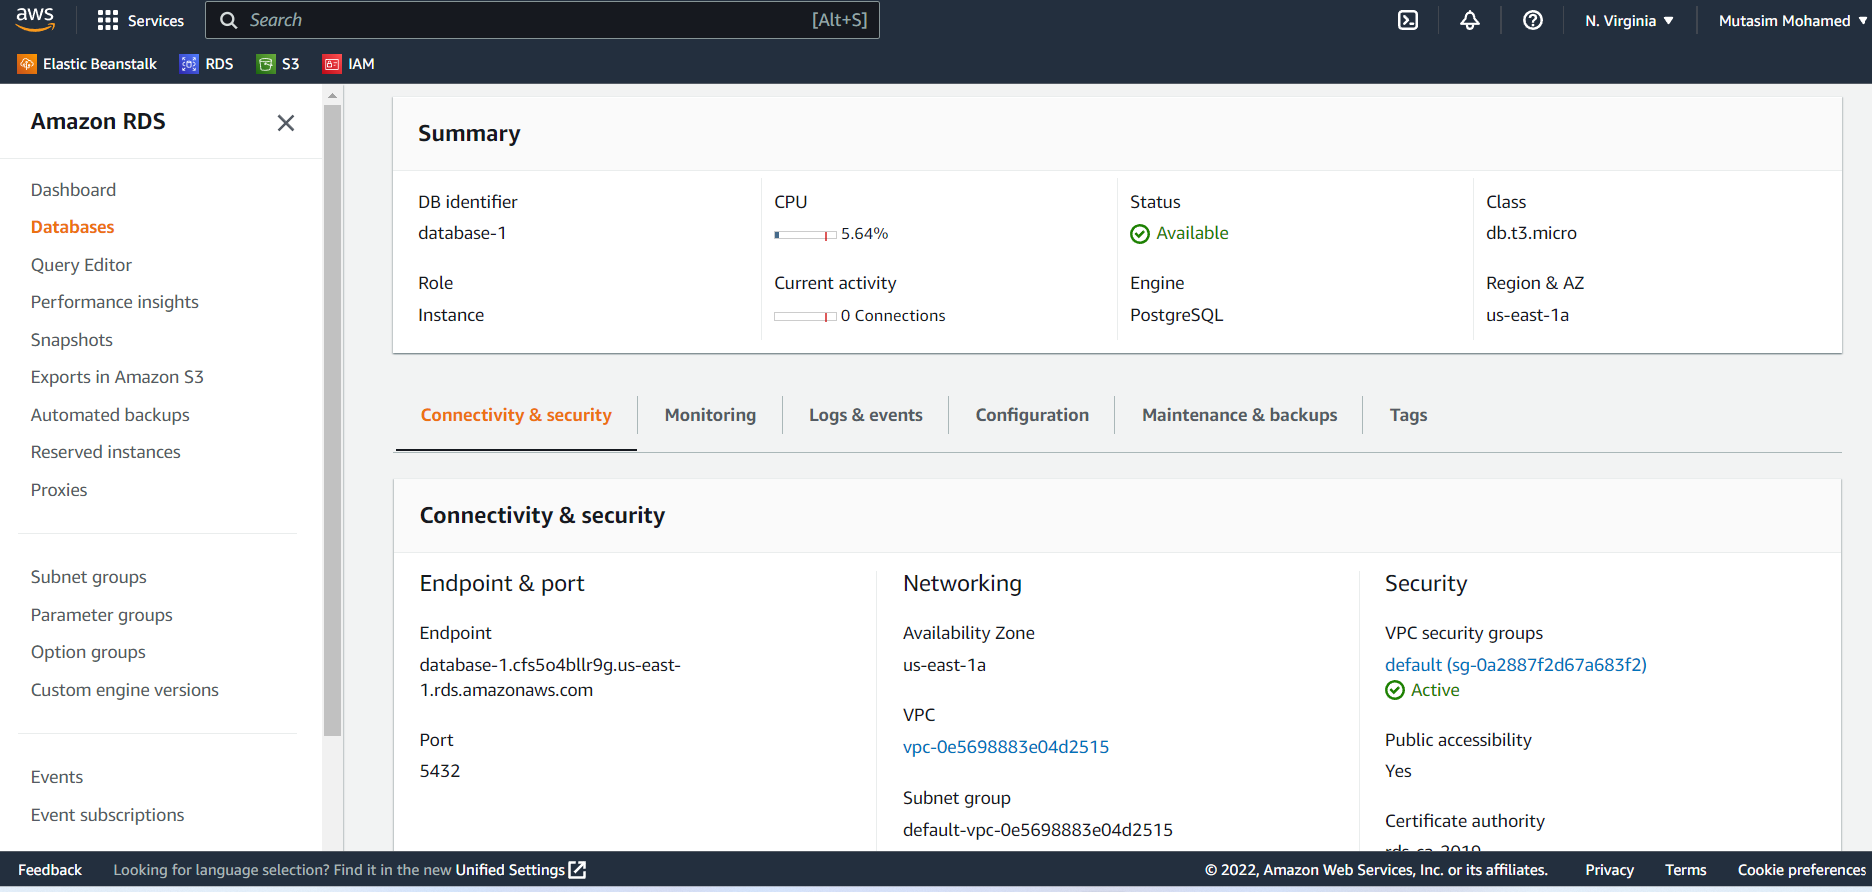 aws
Services
Search
[Alt+S]
N. Virginia
Mutasim Mohamed
Elastic Beanstalk
RDS
S3
IAM
Amazon RDS
Dashboard
Databases
Query Editor
Performance insights
Snapshots
Exports in Amazon S3
Automated backups
Reserved instances
Proxies
Subnet groups
Parameter groups
Option groups
Custom engine versions
Events
Event subscriptions
Summary
DB identifier
database-1
CPU
5.64%
Status
Available
Class
db.t3.micro
Role
Instance
Current activity
0 Connections
Engine
PostgreSQL
Region & AZ
us-east-1a
Connectivity & security
Monitoring
Logs & events
Configuration
Maintenance & backups
Tags
Connectivity & security
Endpoint & port
Endpoint
database-1.cfs5o4bllr9g.us-east-
1.rds.amazonaws.com
Port
5432
Networking
Availability Zone
us-east-1a
VPC
vpc-0e5698883e04d2515
Subnet group
default-vpc-0e5698883e04d2515
Security
VPC security groups
default (sg-0a2887f2d67a683f2)
Active
Public accessibility
Yes
Certificate authority
rds-ca-2019
Feedback
Looking for language selection? Find it in the new Unified Settings
© 2022, Amazon Web Services, Inc. or its affiliates.
Privacy
Terms
Cookie preferences